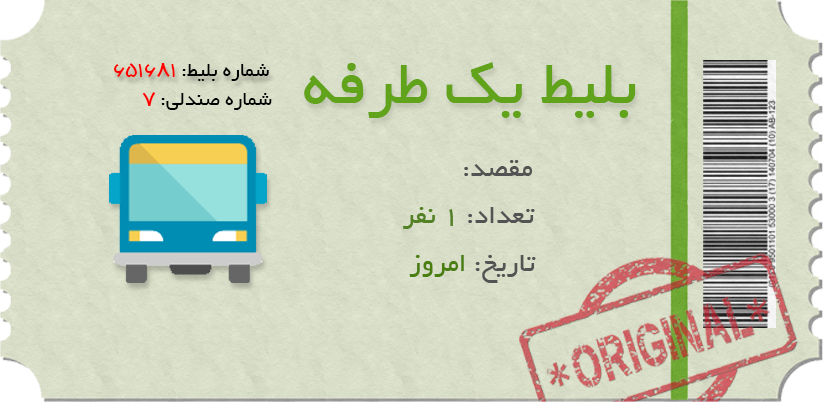 بلیط یک طرفه
شماره بلیط: ۶۵۱۶۸۱
شماره صندلی: ۷
مقصد:
تعداد: ۱ نفر
تاریخ: امروز
*ORIGINAL*